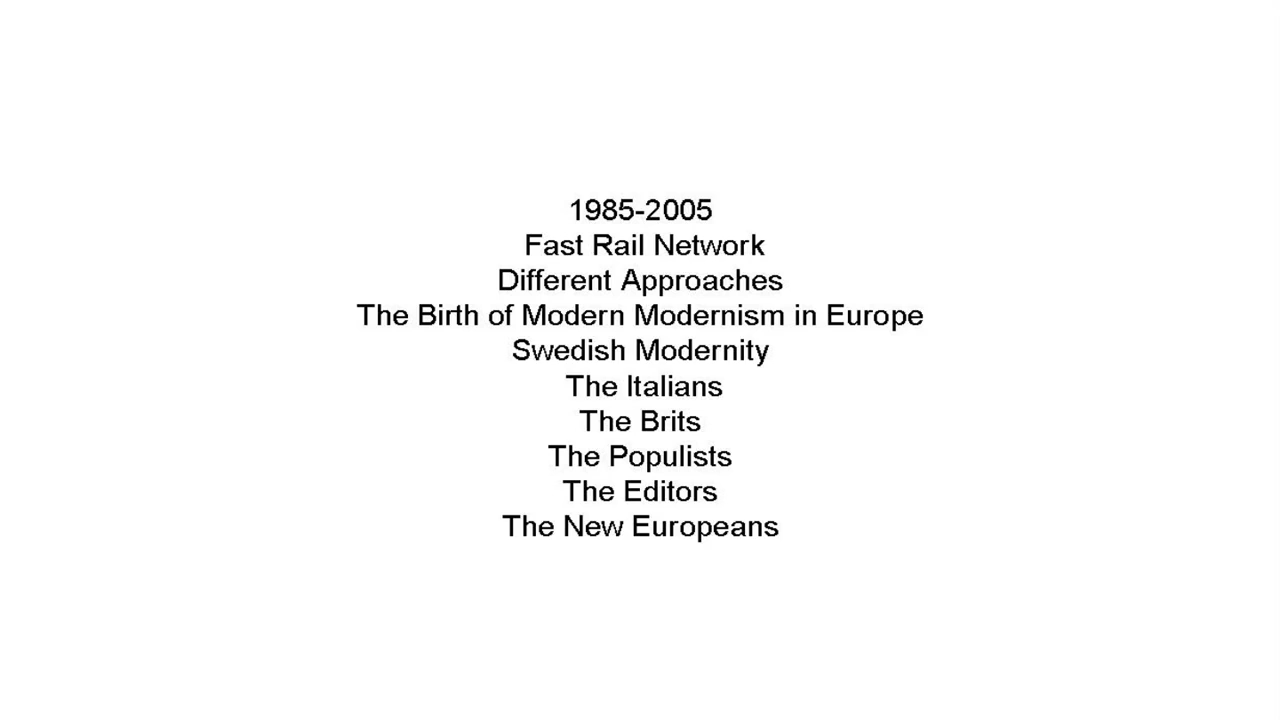 1985-2005
Fast Rail Network
Different Approaches
The Birth of Modern Modernism in Europe
Swedish Modernity
The Italians
The Brits
The Populists
The Editors
The New Europeans